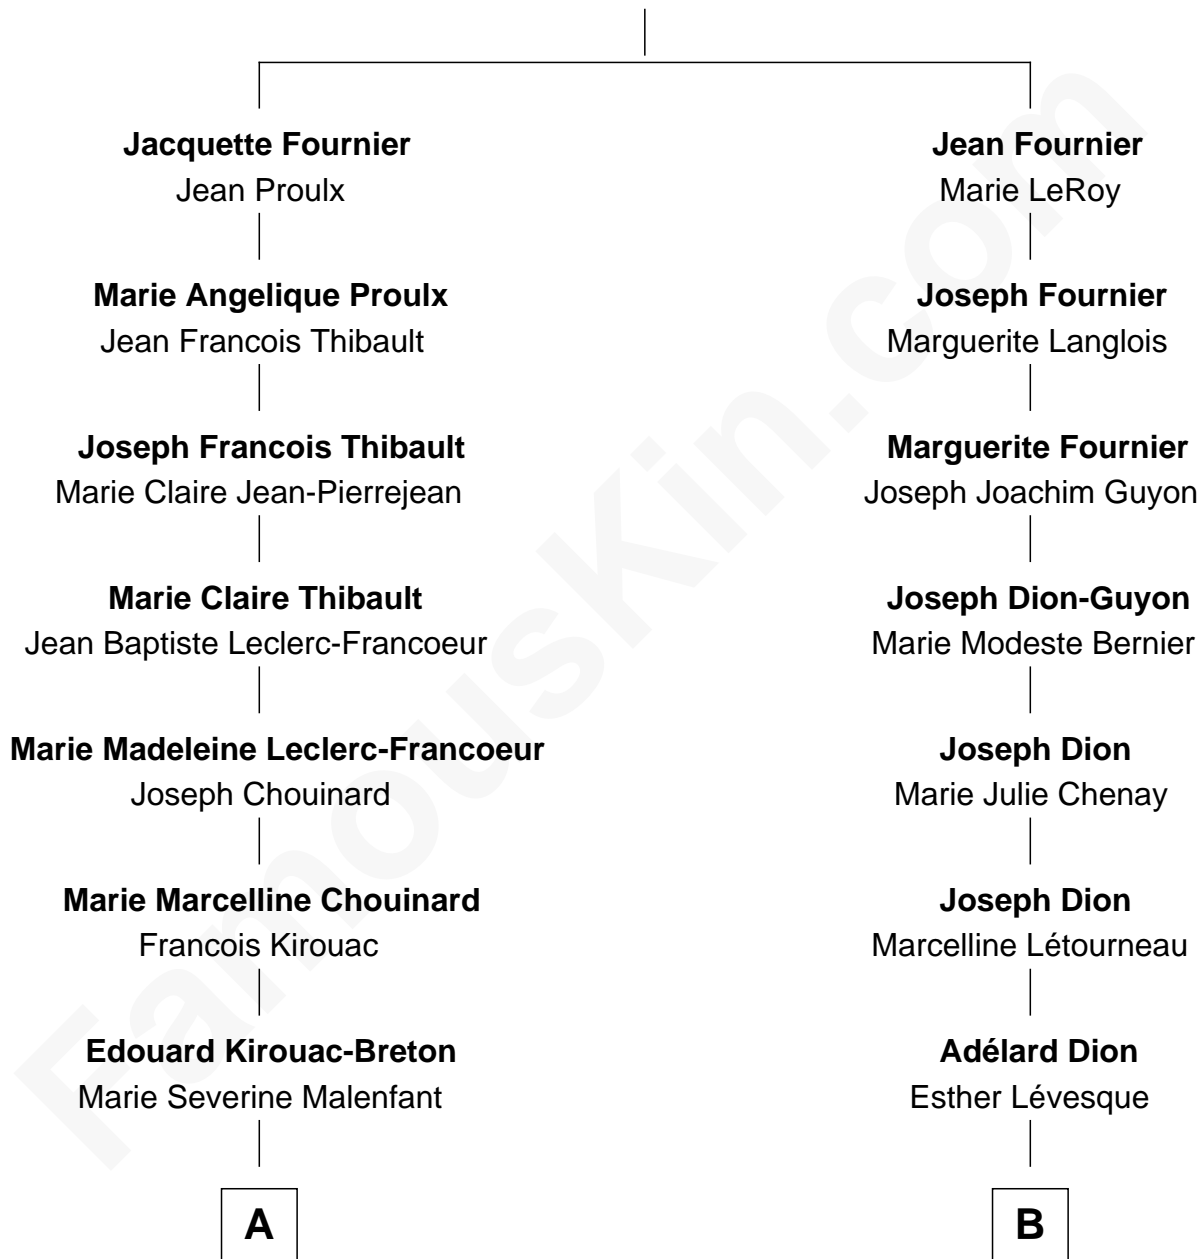 Jacquette Fournier
Jean Proulx
Jean Fournier
Marie LeRoy
Marie Angelique Proulx
Jean Francois Thibault
Joseph Fournier
Marguerite Langlois
Joseph Francois Thibault
Marie Claire Jean-Pierrejean
Marguerite Fournier
Joseph Joachim Guyon
Marie Claire Thibault
Jean Baptiste Leclerc-Francoeur
Joseph Dion-Guyon
Marie Modeste Bernier
Marie Madeleine Leclerc-Francoeur
Joseph Chouinard
Joseph Dion
Marie Julie Chenay
Marie Marcelline Chouinard
Francois Kirouac
Joseph Dion
Marcelline Létourneau
Edouard Kirouac-Breton
Marie Severine Malenfant
Adélard Dion
Esther Lévesque
A
B
FamousKin.com